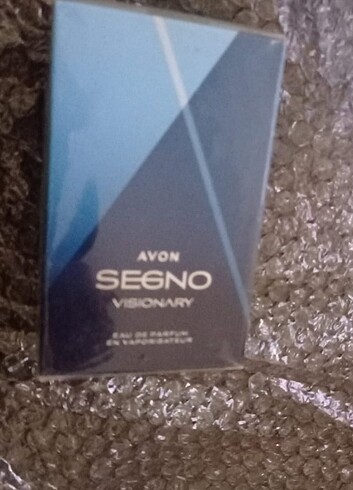 AVON
SEGNO
VISIONARY
EAU DE PARFUM
EN VAPORISATEUR